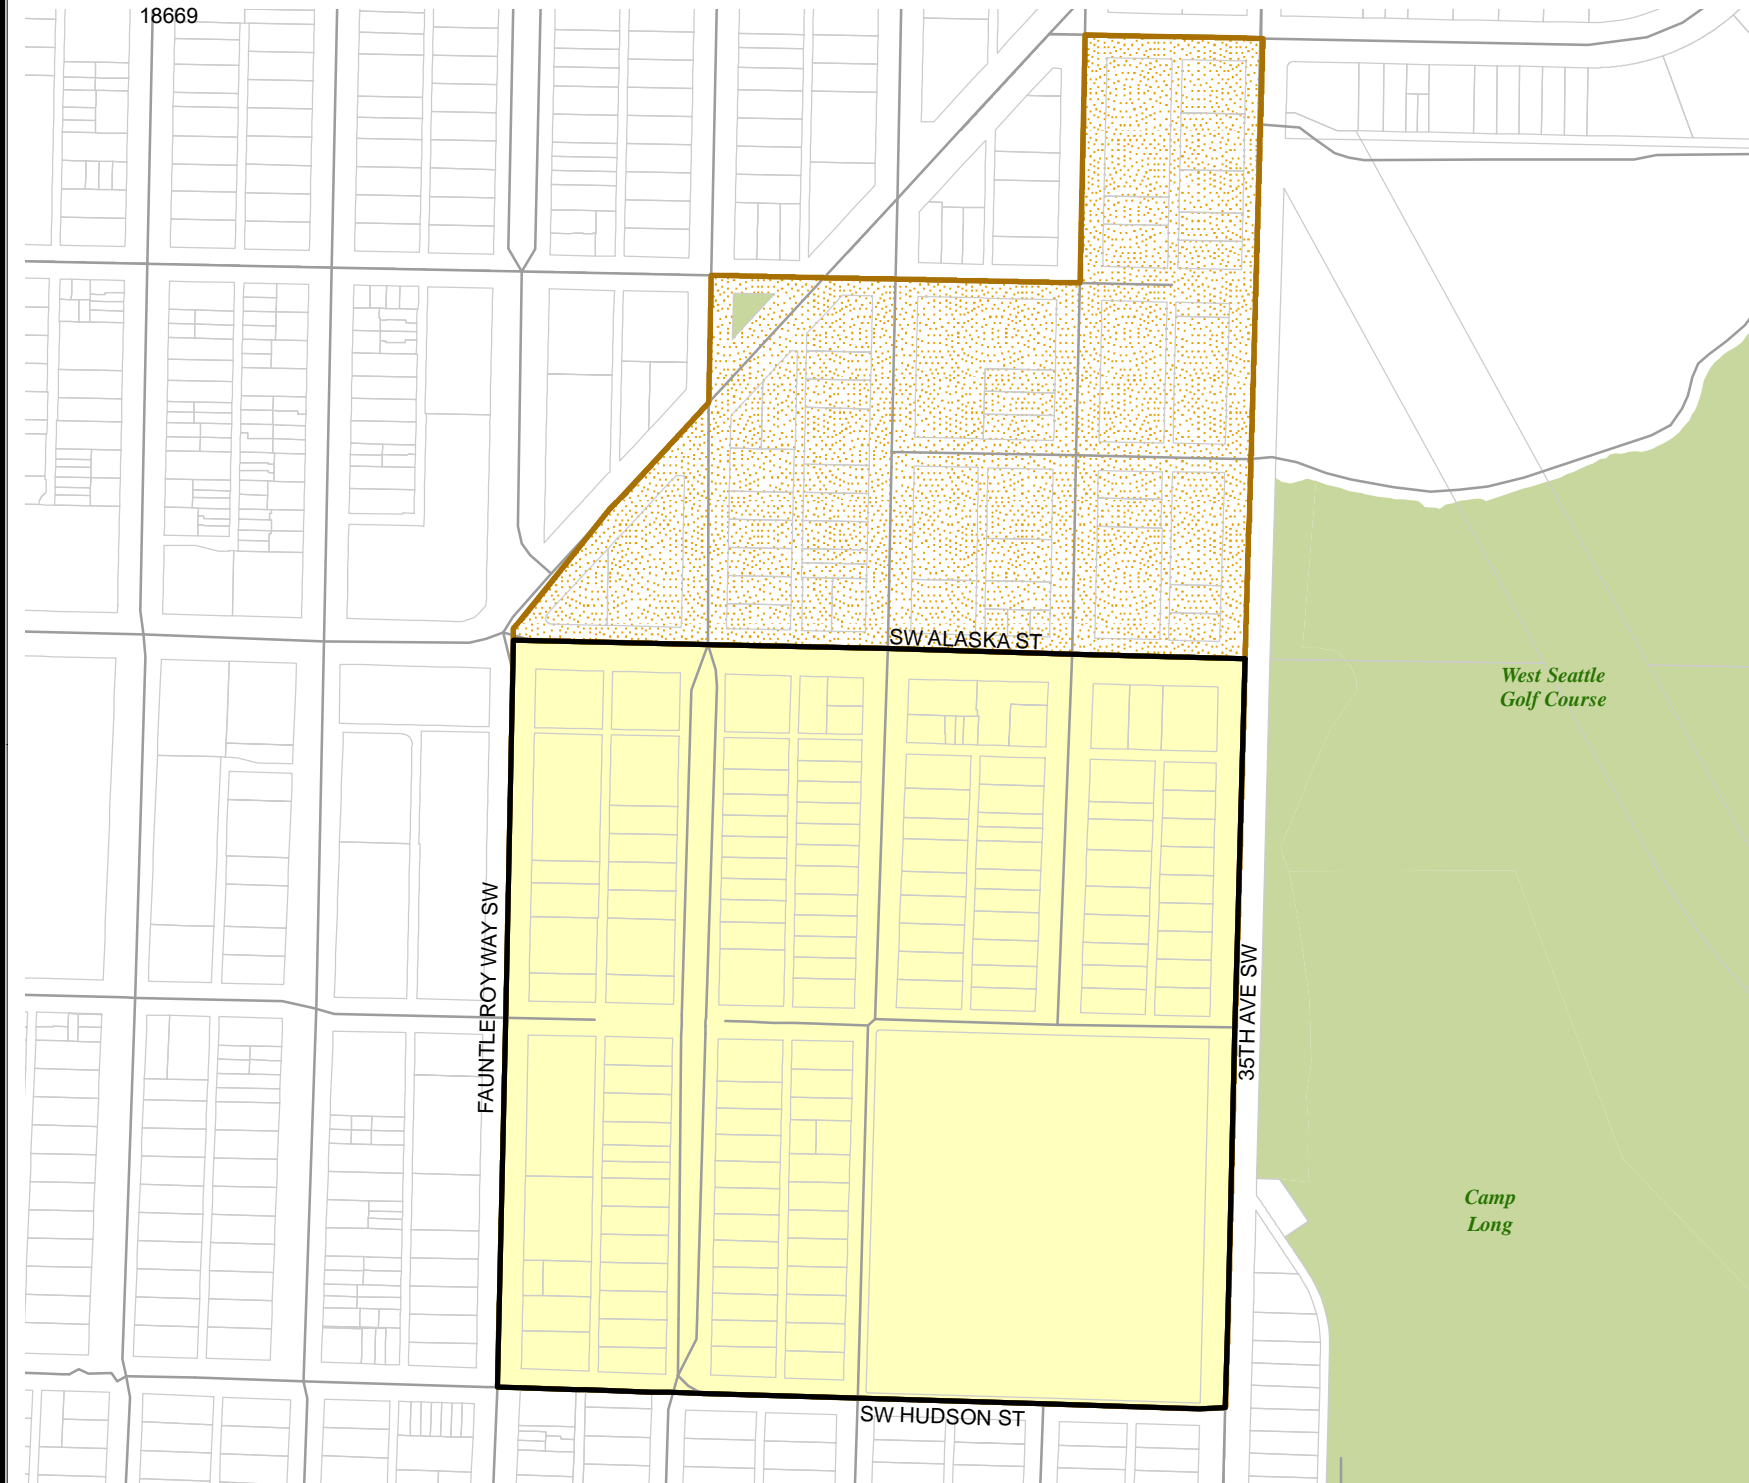 18669
SW ALASKA ST
West Seattle
Golf Course
FAUNTLEROY WAY SW
35TH AVE SW
Camp
Long
SW HUDSON ST